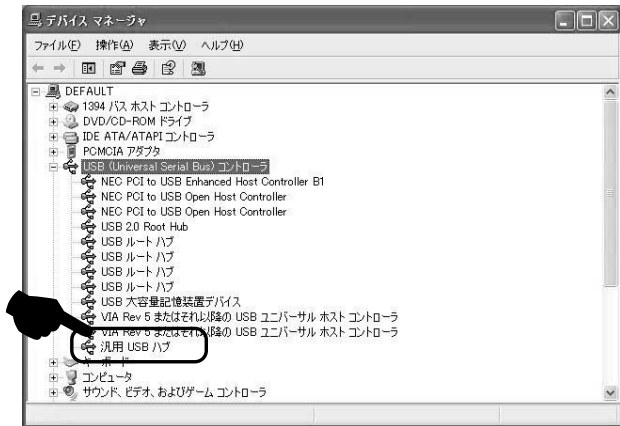 デバイス マネージャ
ファイル(F) 操作(A) 表示(V) ヘルプ(H)
DEFAULT
1394 バス ホスト コントローラ
DVD/CD-ROM ドライブ
IDE ATA/ATAPI コントローラ
PCMCIA アダプタ
USB (Universal Serial Bus) コントローラ
NEC PCI to USB Enhanced Host Controller B1
NEC PCI to USB Open Host Controller
NEC PCI to USB Open Host Controller
USB 2.0 Root Hub
USB ルート ハブ
USB ルート ハブ
USB ルート ハブ
USB ルート ハブ
USB 大容量記憶装置デバイス
VIA Rev 5 またはそれ以降の USB ユニバーサル ホスト コントローラ
VIA Rev 5 またはそれ以降の USB ユニバーサル ホスト コントローラ
汎用 USB ハブ
キーボード
コンピュータ
サウンド、ビデオ、およびゲーム コントローラ